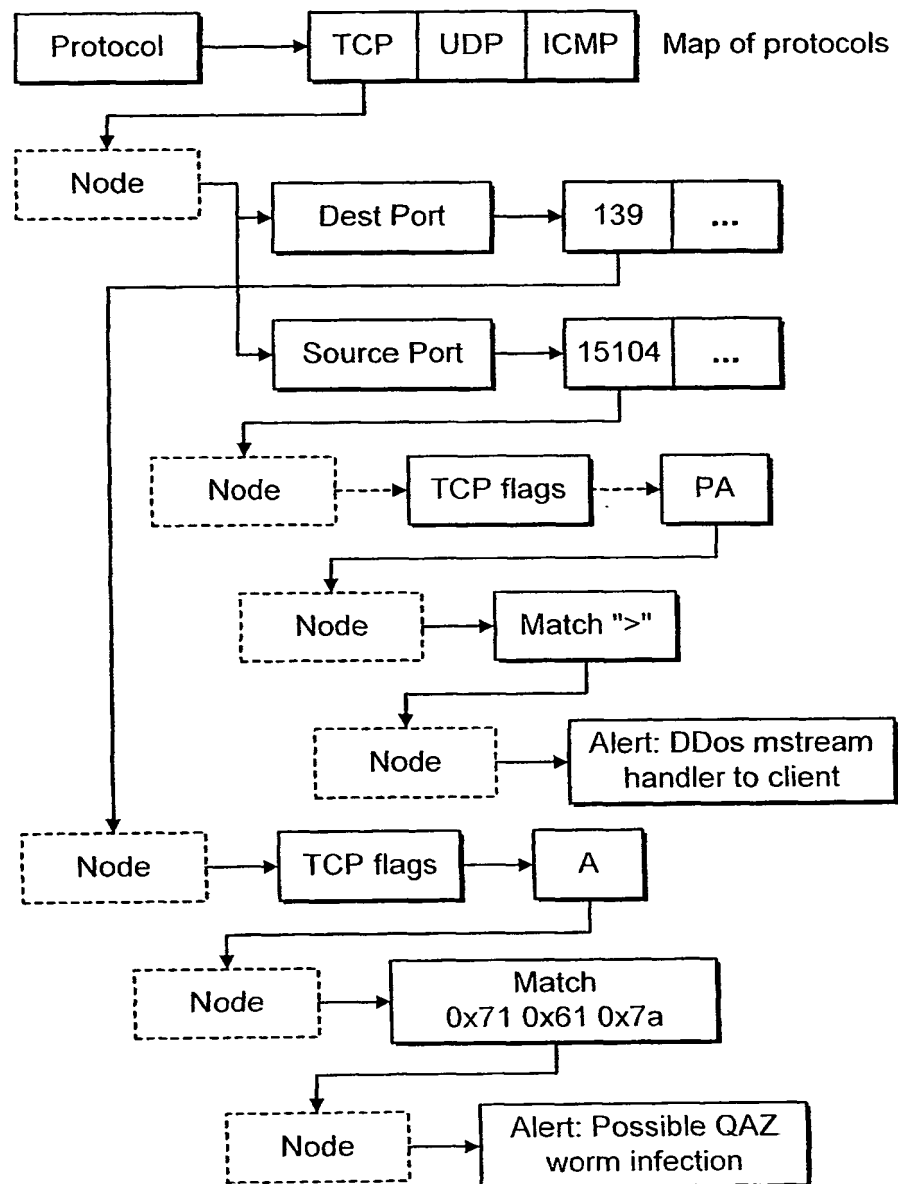 Protocol TCP UDP ICMP Map of protocols
Node
Dest Port 139 ...
Source Port 15104 ...
Node TCP flags PA
Node Match ">"
Node Alert: DDos mstream
handler to client
Node TCP flags A
Node Match
0x71 0x61 0x7a
Node Alert: Possible QAZ
worm infection